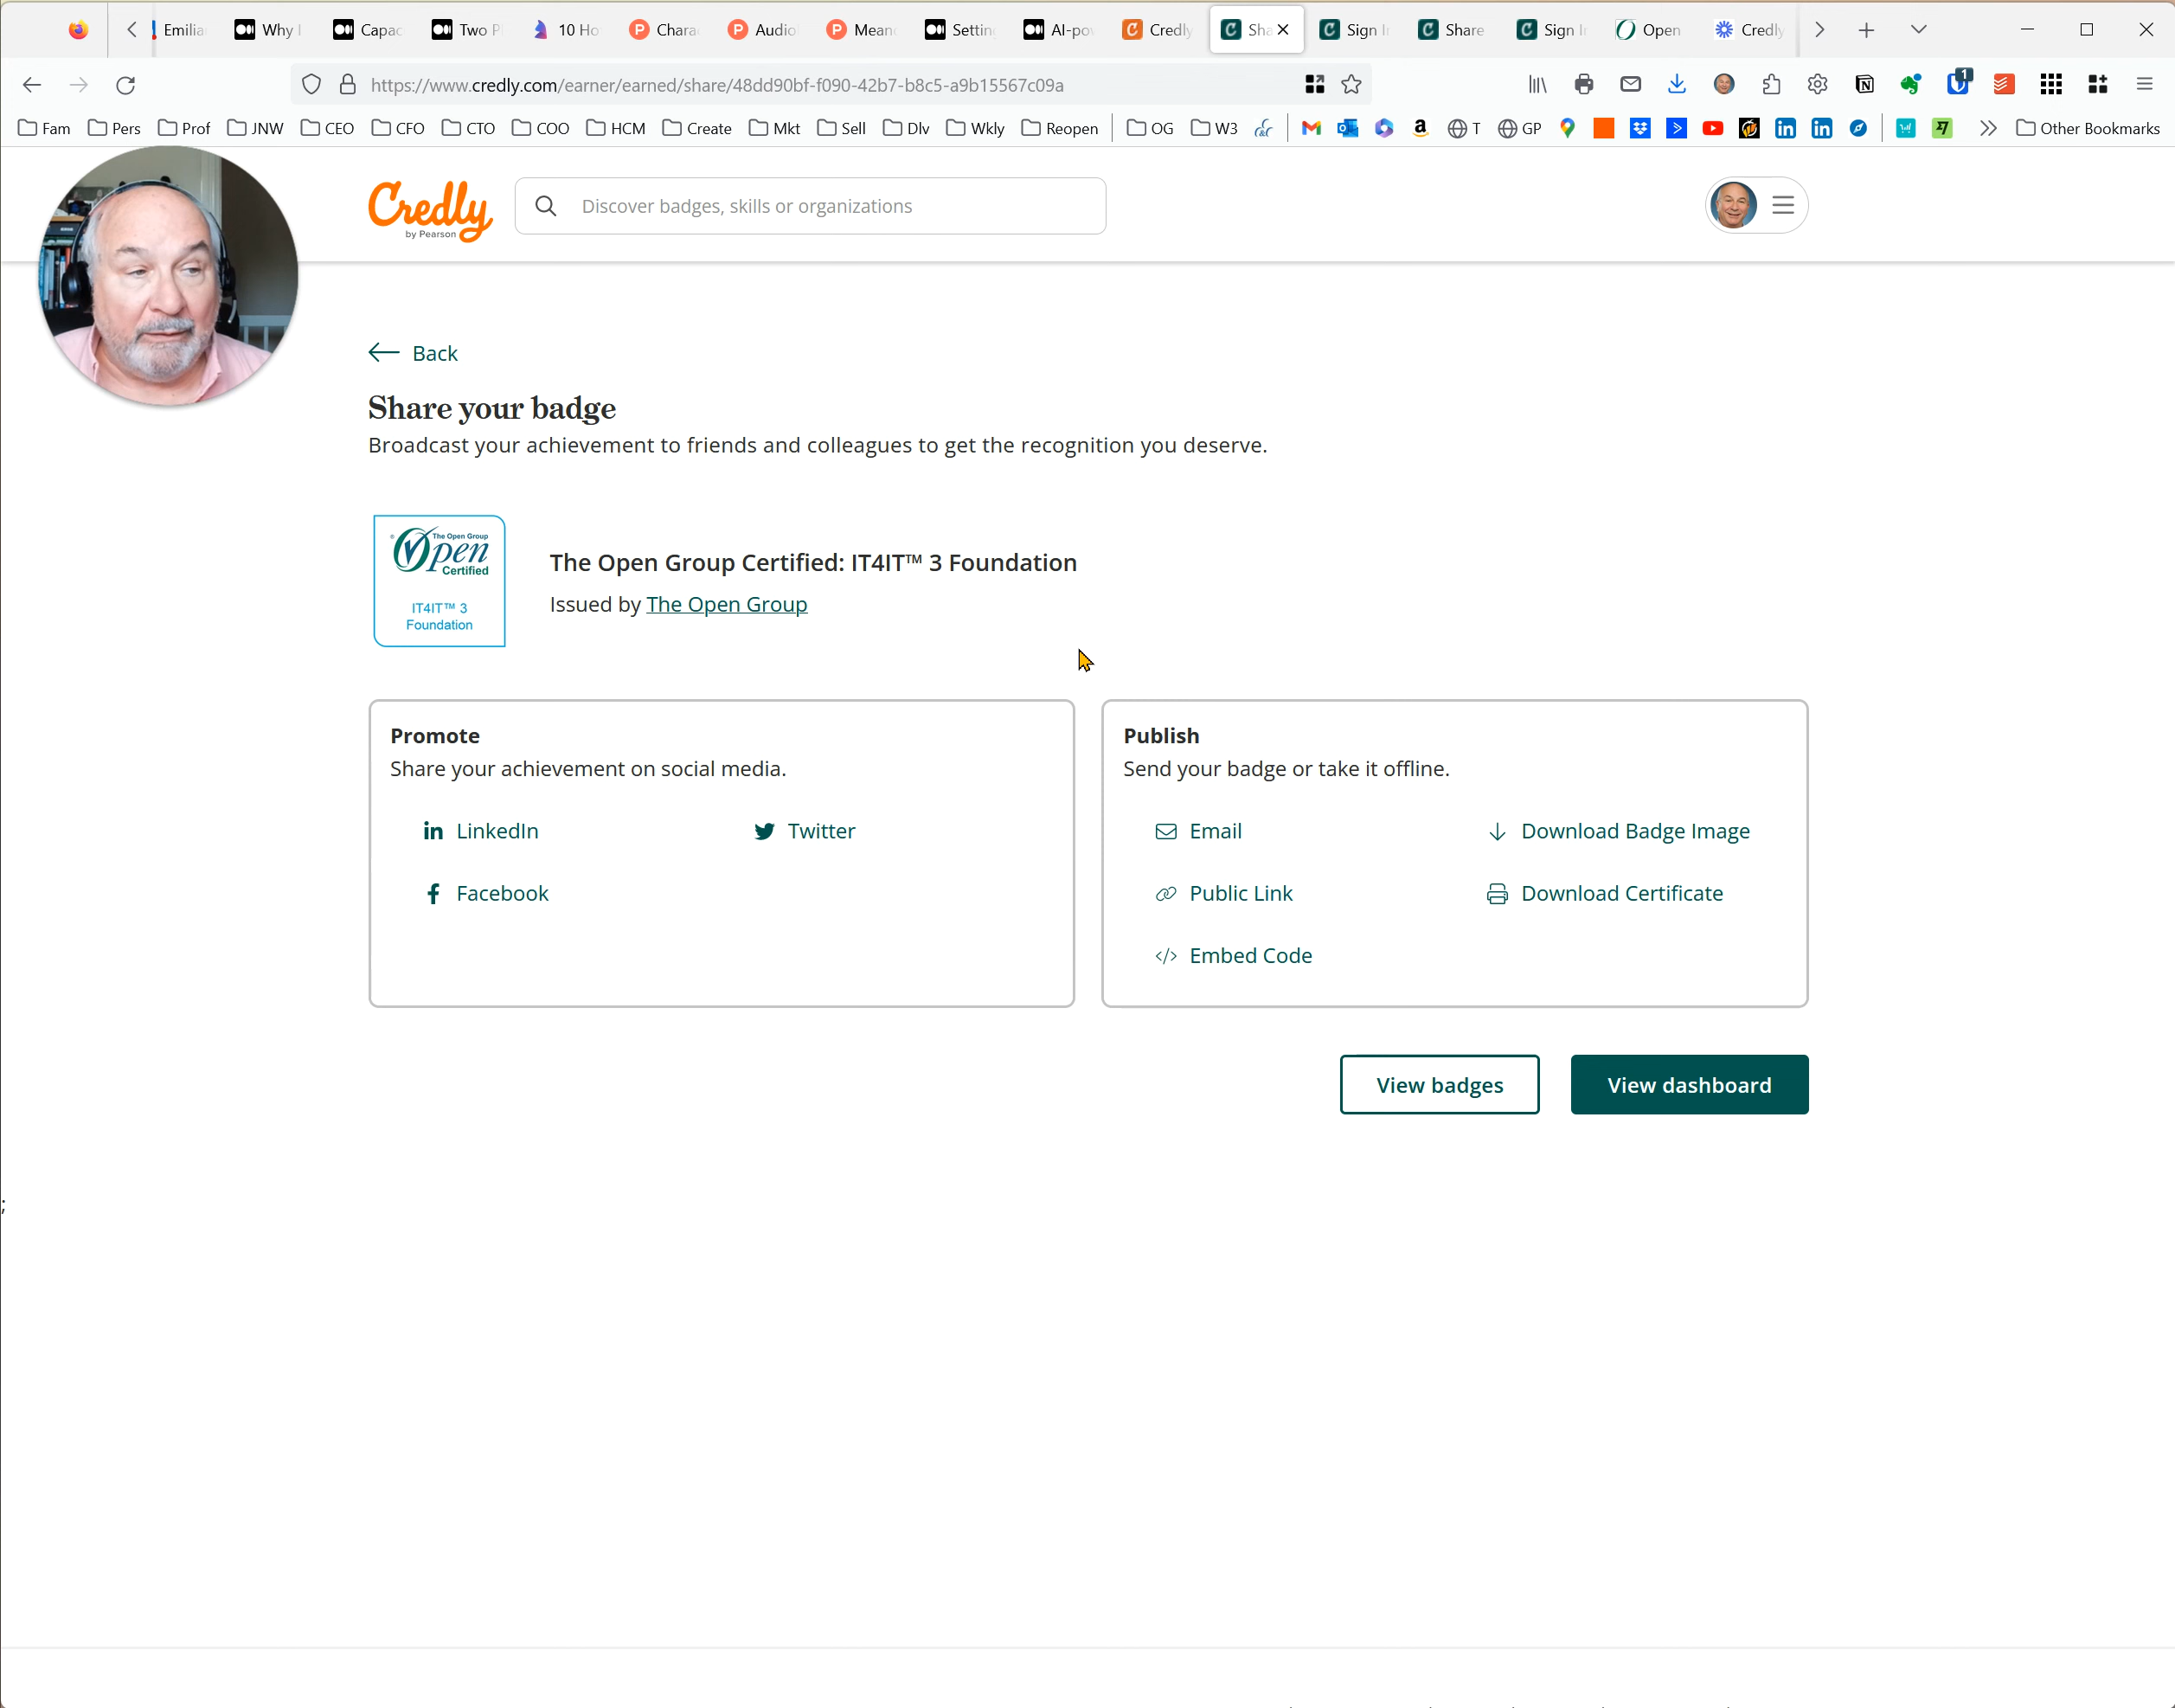 Emilia
Why I
Capac
Two P
10 Ho
Chara
Audio
Mean
Settin
AI-pow
Credly
Sha
Sign In
Share
Sign In
Open
Credly
https://www.credly.com/earner/earned/share/48dd90bf-f090-42b7-b8c5-a9b15567c09a
1
Fam
Pers
Prof
JNW
CEO
CFO
CTO
COO
HCM
Create
Mkt
Sell
Dlv
Wkly
Reopen
OG
W3
T
GP
Other Bookmarks
Credly
by Pearson
Discover badges, skills or organizations
Back
Share your badge
Broadcast your achievement to friends and colleagues to get the recognition you deserve.
The Open Group
Open
Certified
IT4IT™ 3
Foundation
The Open Group Certified: IT4IT™ 3 Foundation
Issued by The Open Group
Promote
Share your achievement on social media.
LinkedIn
Twitter
Facebook
Publish
Send your badge or take it offline.
Email
Download Badge Image
Public Link
Download Certificate
Embed Code
View badges
View dashboard
;